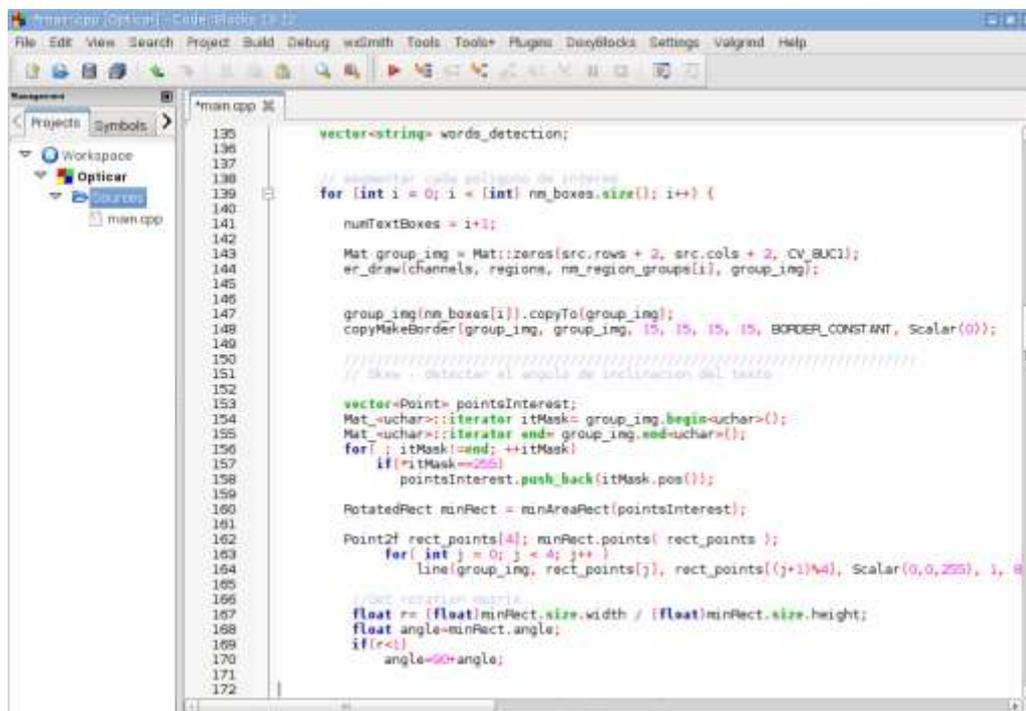 *main.cpp [Opticar] - Code::Blocks 13.12
File Edit View Search Project Build Debug wxSmith Tools Tools+ Plugins DoxyBlocks Settings Valgrind Help
Management
Projects Symbols
*main.cpp
Workspace
Opticar
Sources
main.cpp
135 vector<string> words_detection;
136
137
138 // segmentar cada poligono de interes
139 for (int i = 0; i < (int) nm_boxes.size(); i++) {
140
141 numTextBoxes = i+1;
142
143 Mat group_img = Mat::zeros(src.rows + 2, src.cols + 2, CV_8UC1);
144 er_draw(channels, regions, nm_region_groups[i], group_img);
145
146
147 group_img(nm_boxes[i]).copyTo(group_img);
148 copyMakeBorder(group_img, group_img, 15, 15, 15, 15, BORDER_CONSTANT, Scalar(0));
149
150
151 // Skew - detectar el angulo de inclinacion del texto
152
153 vector<Point> pointsInterest;
154 Mat_<uchar>::iterator itMask= group_img.begin<uchar>();
155 Mat_<uchar>::iterator end= group_img.end<uchar>();
156 for( ; itMask!=end; ++itMask)
157 if(*itMask==255)
158 pointsInterest.push_back(itMask.pos());
159
160 RotatedRect minRect = minAreaRect(pointsInterest);
161
162 Point2f rect_points[4]; minRect.points( rect_points );
163 for( int j = 0; j < 4; j++ )
164 line(group_img, rect_points[j], rect_points[(j+1)%4], Scalar(0,0,255), 1, 8
165
166 //Get rotation matrix
167 float r= (float)minRect.size.width / (float)minRect.size.height;
168 float angle=minRect.angle;
169 if(r<1)
170 angle=90+angle;
171
172